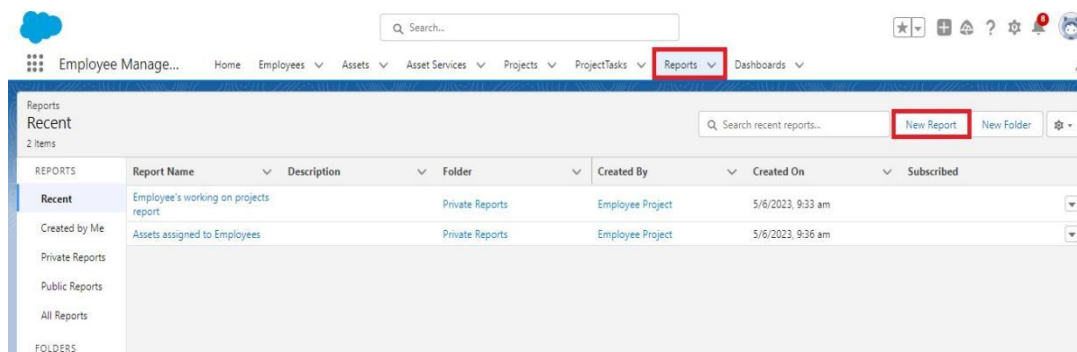 Search...
8
Employee Manage... Home Employees Assets Asset Services Projects ProjectTasks Reports Dashboards
Reports
Recent
2 items
Search recent reports...
New Report
New Folder
REPORTS
Report Name Description Folder Created By Created On Subscribed
Recent
Employee's working on projects
report
Private Reports Employee Project 5/6/2023, 9:33 am
Created by Me
Assets assigned to Employees Private Reports Employee Project 5/6/2023, 9:36 am
Private Reports
Public Reports
All Reports
FOLDERS